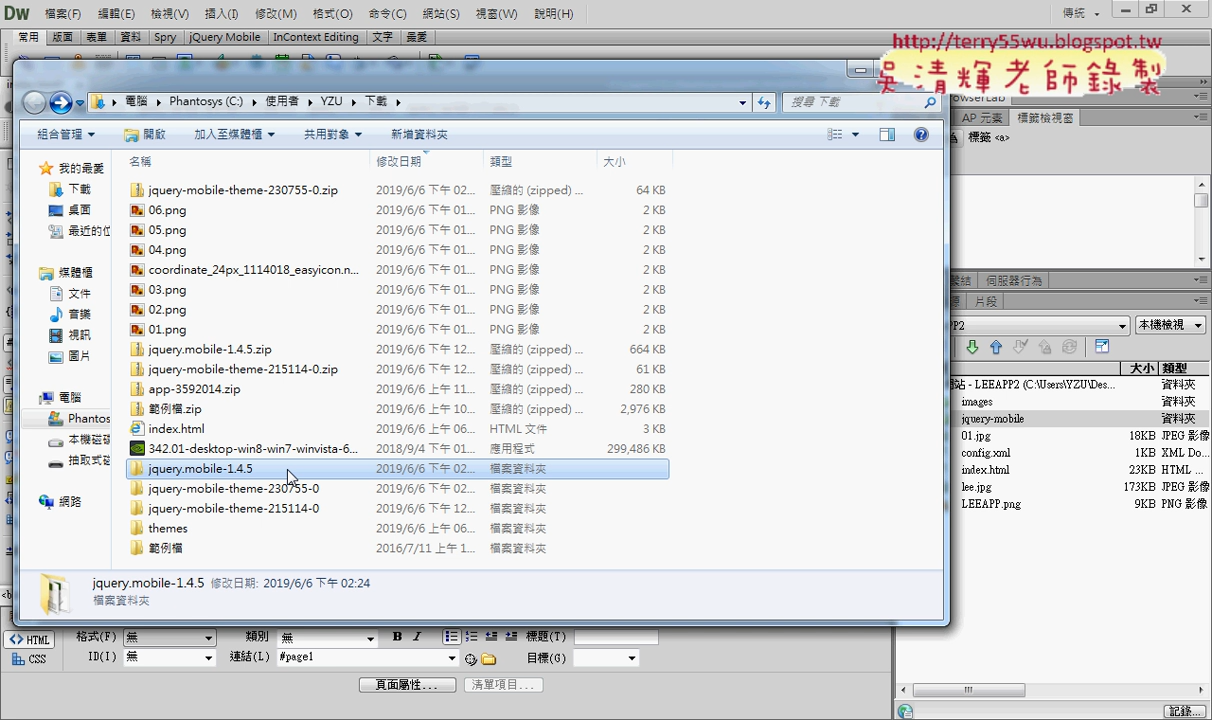 Dw 檔案(F) 編輯(E) 檢視(V) 插入(I) 修改(M) 格式(O) 命令(C) 網站(S) 視窗(W) 說明(H) 傳統
常用 版面 表單 資料 Spry jQuery Mobile InContext Editing 文字 最愛
http://terry55wu.blogspot.tw
吳清輝老師錄製
電腦 Phantosys (C:) 使用者 YZU 下載 搜尋 下載
組合管理 開啟 加入至媒體櫃 共用對象 新增資料夾
AP 元素 標籤檢視器
標籤 <a>
名稱 修改日期 類型 大小
我的最愛
下載
桌面
最近的位
媒體櫃
文件
音樂
視訊
圖片
電腦
Phantos
本機磁碟
抽取式磁
網路
jquery-mobile-theme-230755-0.zip 2019/6/6 下午 02... 壓縮的 (zipped) ... 64 KB
06.png 2019/6/6 下午 01... PNG 影像 2 KB
05.png 2019/6/6 下午 01... PNG 影像 2 KB
04.png 2019/6/6 下午 01... PNG 影像 2 KB
coordinate_24px_1114018_easyicon.n... 2019/6/6 下午 01... PNG 影像 2 KB
03.png 2019/6/6 下午 01... PNG 影像 2 KB
02.png 2019/6/6 下午 01... PNG 影像 2 KB
01.png 2019/6/6 下午 01... PNG 影像 2 KB
jquery.mobile-1.4.5.zip 2019/6/6 下午 12... 壓縮的 (zipped) ... 664 KB
jquery-mobile-theme-215114-0.zip 2019/6/6 下午 12... 壓縮的 (zipped) ... 61 KB
app-3592014.zip 2019/6/6 上午 11... 壓縮的 (zipped) ... 280 KB
範例檔.zip 2019/6/6 上午 10... 壓縮的 (zipped) ... 2,976 KB
index.html 2019/6/6 上午 06... HTML 文件 3 KB
342.01-desktop-win8-win7-winvista-6... 2018/9/4 上午 01... 應用程式 299,486 KB
jquery.mobile-1.4.5 2019/6/6 下午 02... 檔案資料夾
jquery-mobile-theme-230755-0 2019/6/6 下午 02... 檔案資料夾
jquery-mobile-theme-215114-0 2019/6/6 下午 12... 檔案資料夾
themes 2019/6/6 上午 06... 檔案資料夾
範例檔 2016/7/11 上午 1... 檔案資料夾
jquery.mobile-1.4.5 修改日期: 2019/6/6 下午 02:24
檔案資料夾
伺服器行為
片段
本機檢視
大小 類型
站 - LEEAPP2 (C:\Users\YZU\Des... 資料夾
images 資料夾
jquery-mobile 資料夾
01.jpg 18KB JPEG 影像
config.xml 1KB XML Do...
index.html 23KB HTML ...
lee.jpg 173KB JPEG 影像
LEEAPP.png 9KB PNG 影像
HTML 格式(F) 無 類別 無 B I 標題(T)
CSS ID(I) 無 連結(L) #page1 目標(G)
頁面屬性... 清單項目...
記錄...